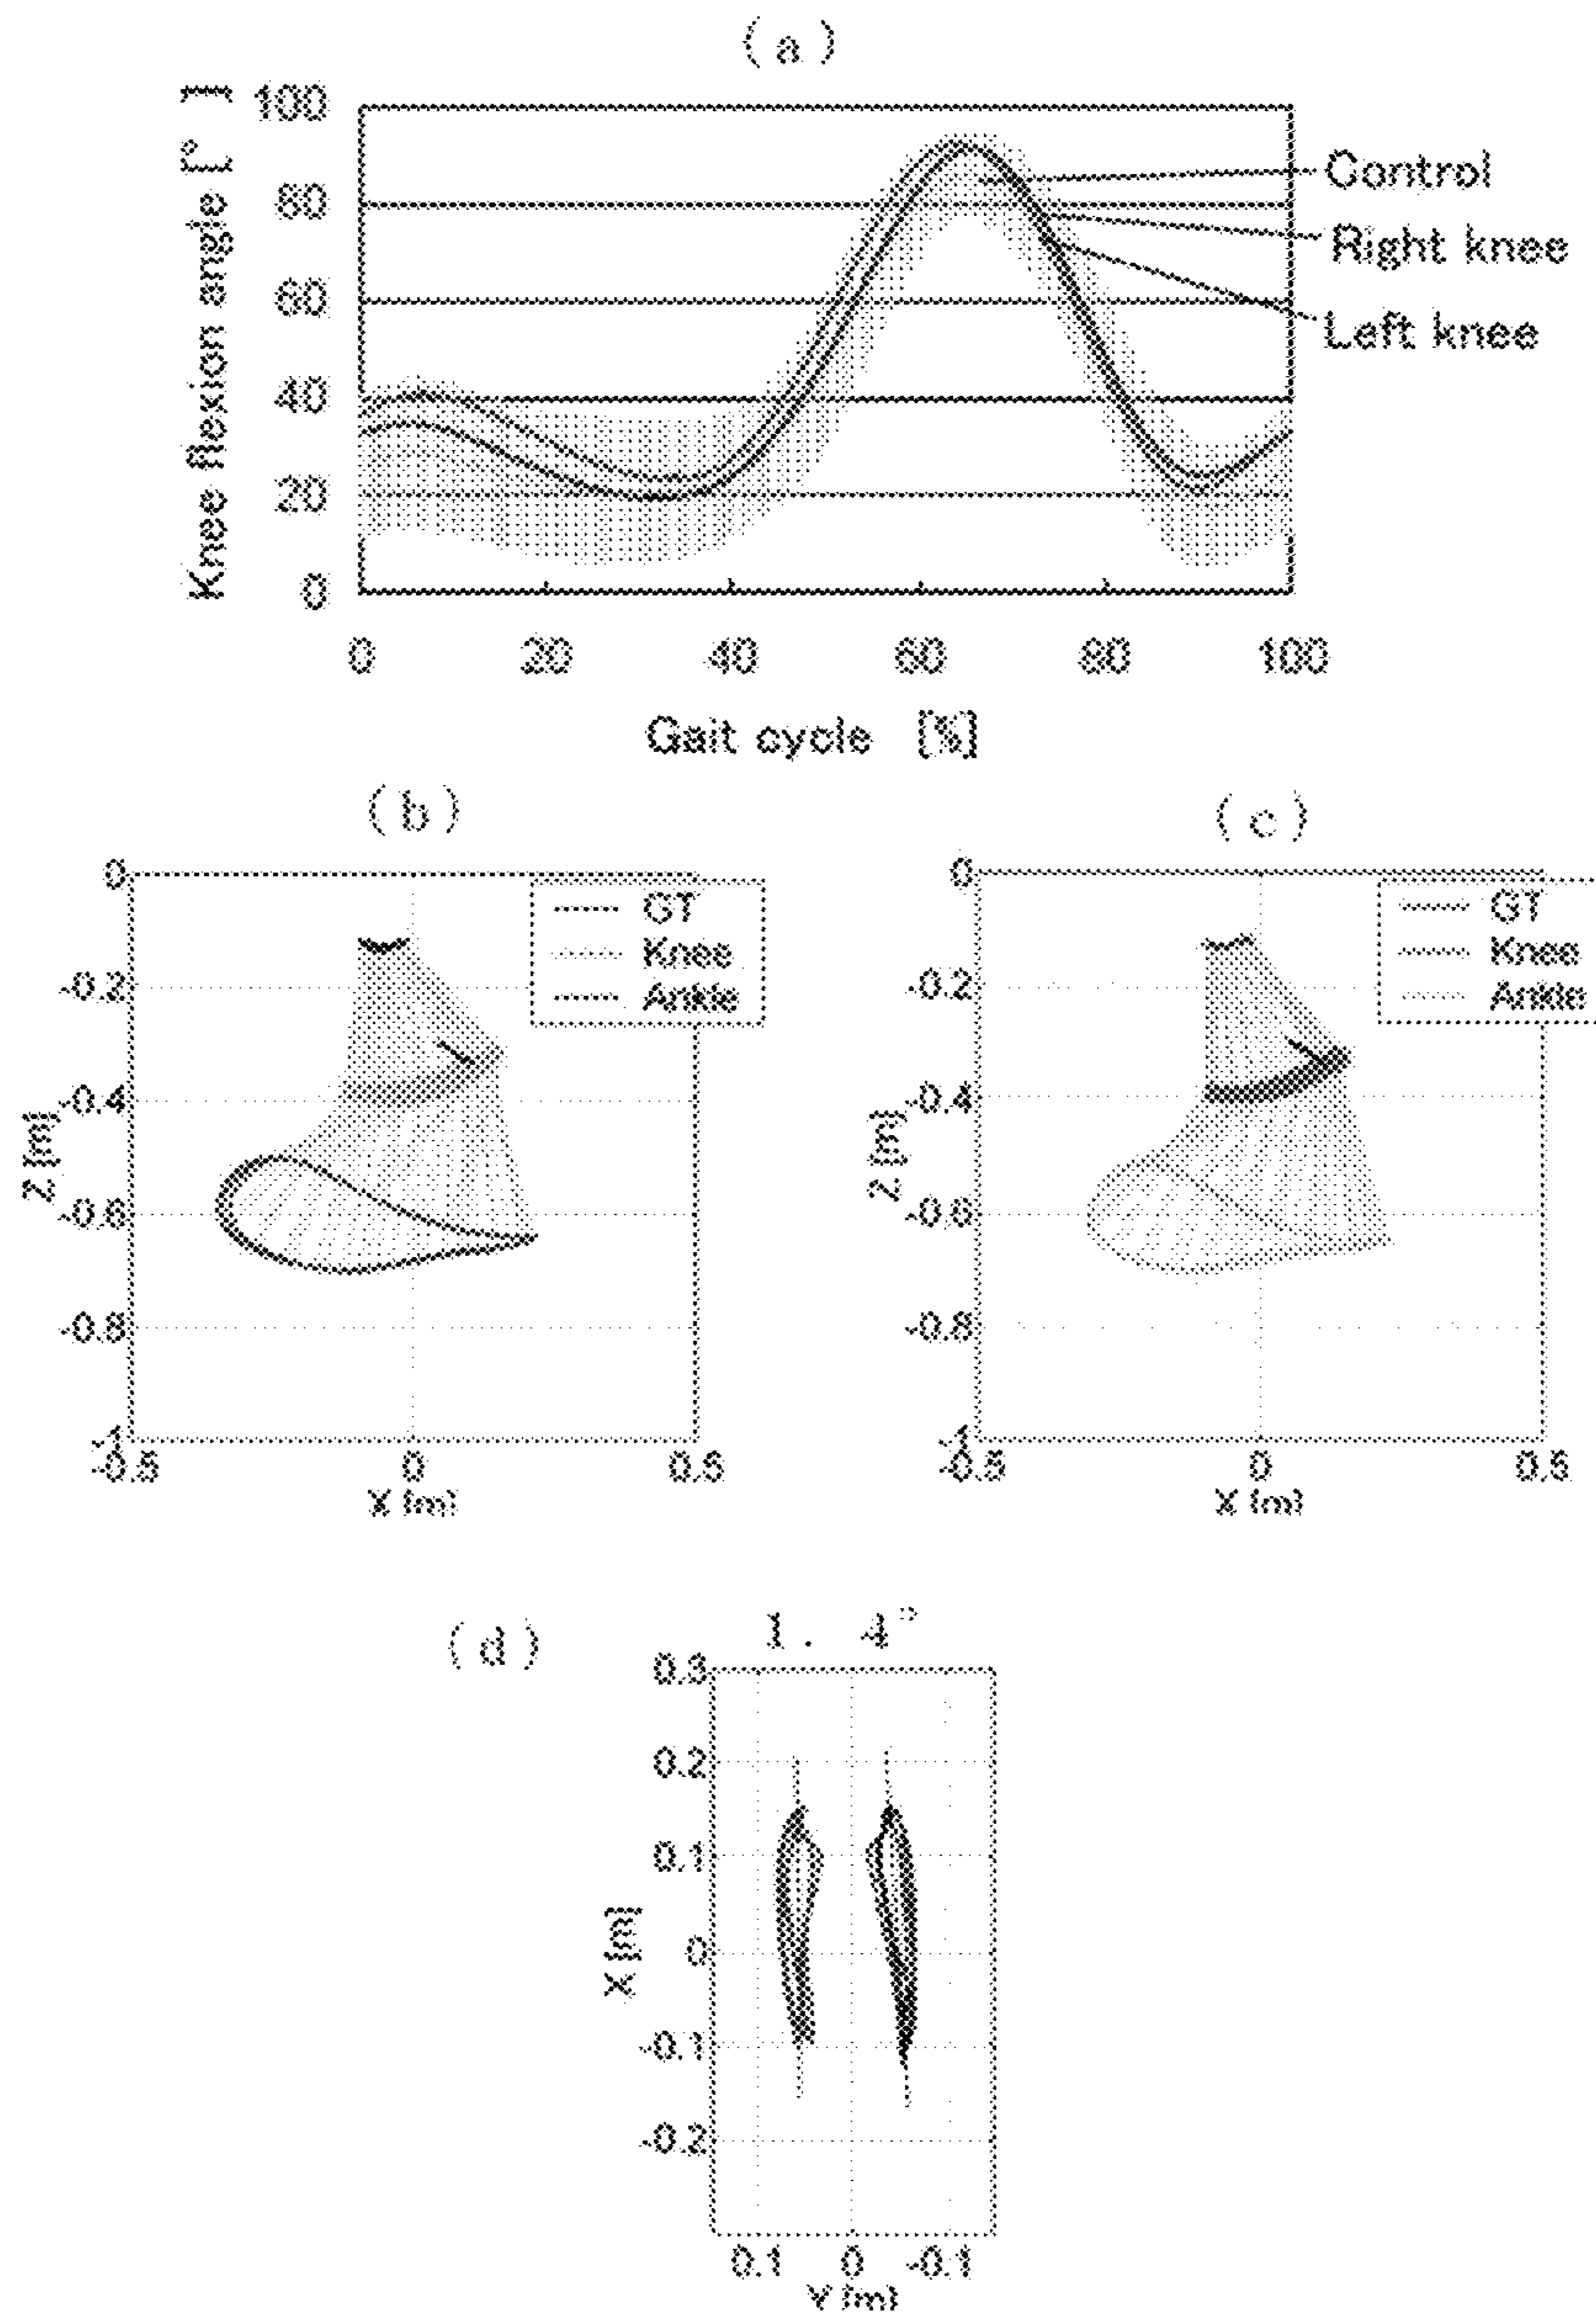 (a)
Knee flexion angle [°]
100
80
60
40
20
0
Control
Right knee
Left knee
0 20 40 60 80 100
Gait cycle [%]
(b)
0
-0.2
-0.4
-0.6
-0.8
-1
Z [m]
GT
Knee
Ankle
-0.5 0 0.5
X [m]
(c)
0
-0.2
-0.4
-0.6
-0.8
-1
Z [m]
GT
Knee
Ankle
-0.5 0 0.5
X [m]
(d)
1. 4°
0.3
0.2
0.1
0
-0.1
-0.2
X [m]
0.1 0 -0.1
Y [m]